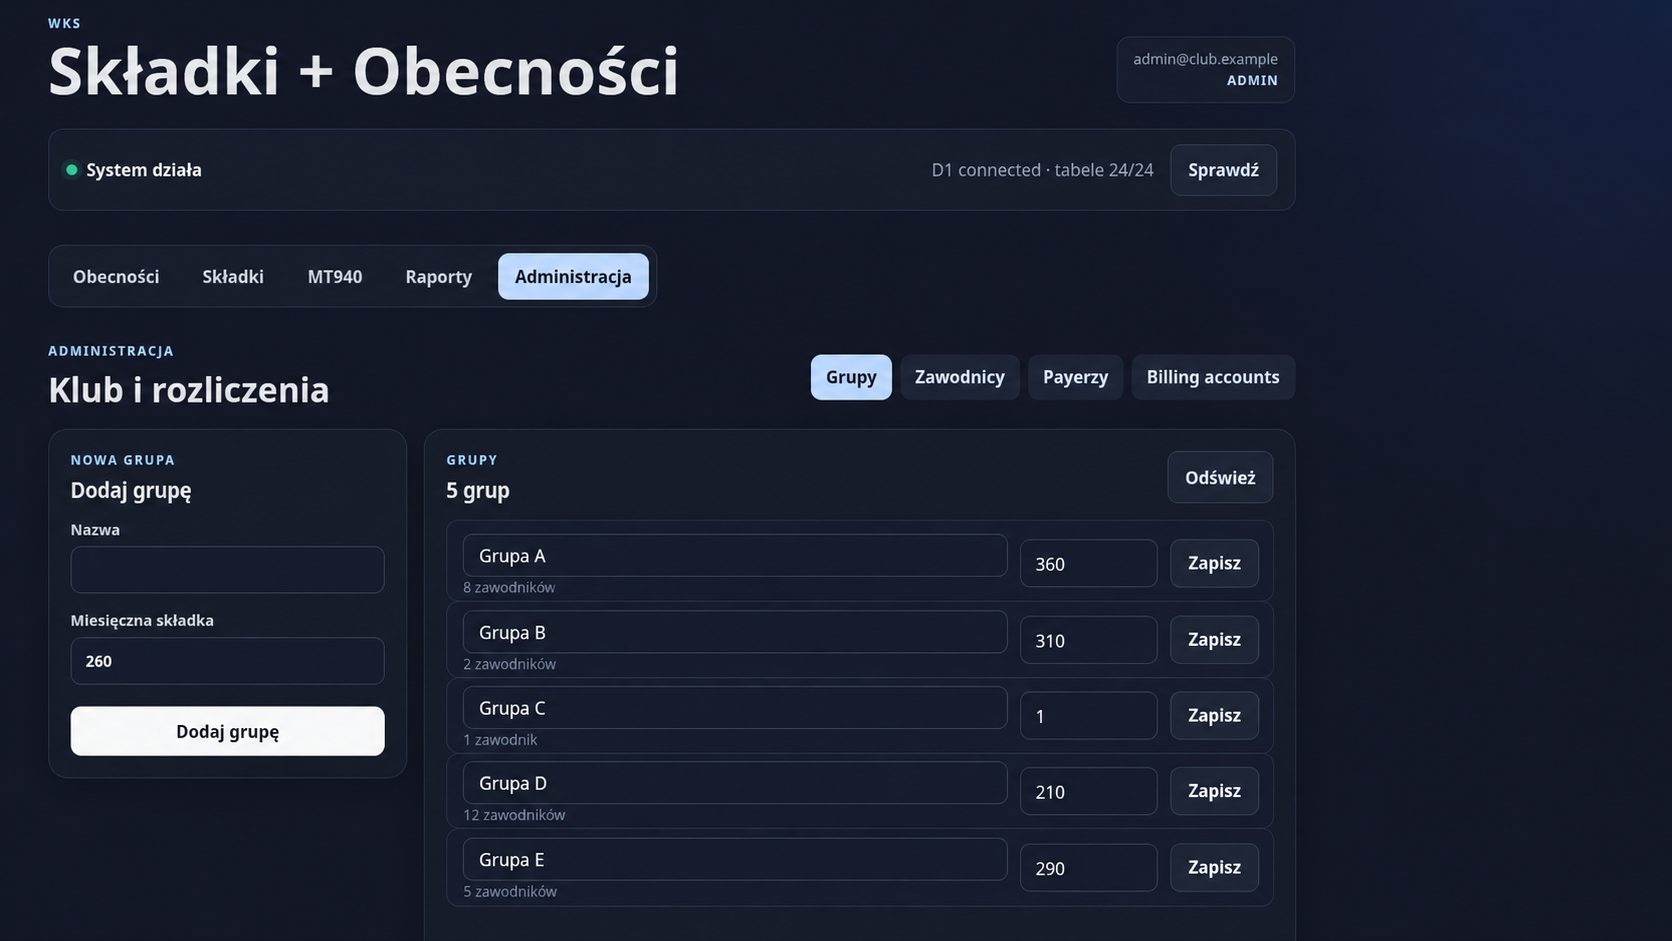 WKS
Składki + Obecności
admin@club.example
ADMIN
System działa
D1 connected · tabele 24/24
Sprawdź
Obecności
Składki
MT940
Raporty
Administracja
ADMINISTRACJA
Klub i rozliczenia
Grupy
Zawodnicy
Payerzy
Billing accounts
NOWA GRUPA
Dodaj grupę
Nazwa
Miesięczna składka
260
Dodaj grupę
GRUPY
5 grup
Odśwież
Grupa A
8 zawodników
360
Zapisz
Grupa B
2 zawodników
310
Zapisz
Grupa C
1 zawodnik
1
Zapisz
Grupa D
12 zawodników
210
Zapisz
Grupa E
5 zawodników
290
Zapisz